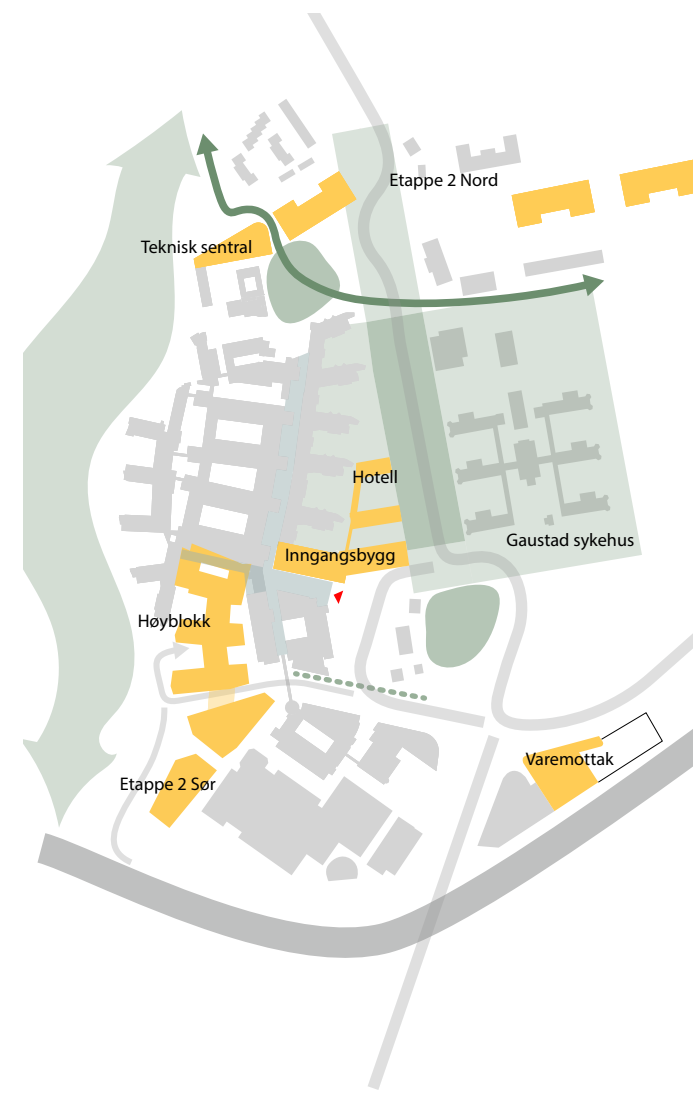 Etappe 2 Nord
Teknisk sentral
Hotell
Gaustad sykehus
Inngangsbygg
Høyblokk
Varemottak
Etappe 2 Sør